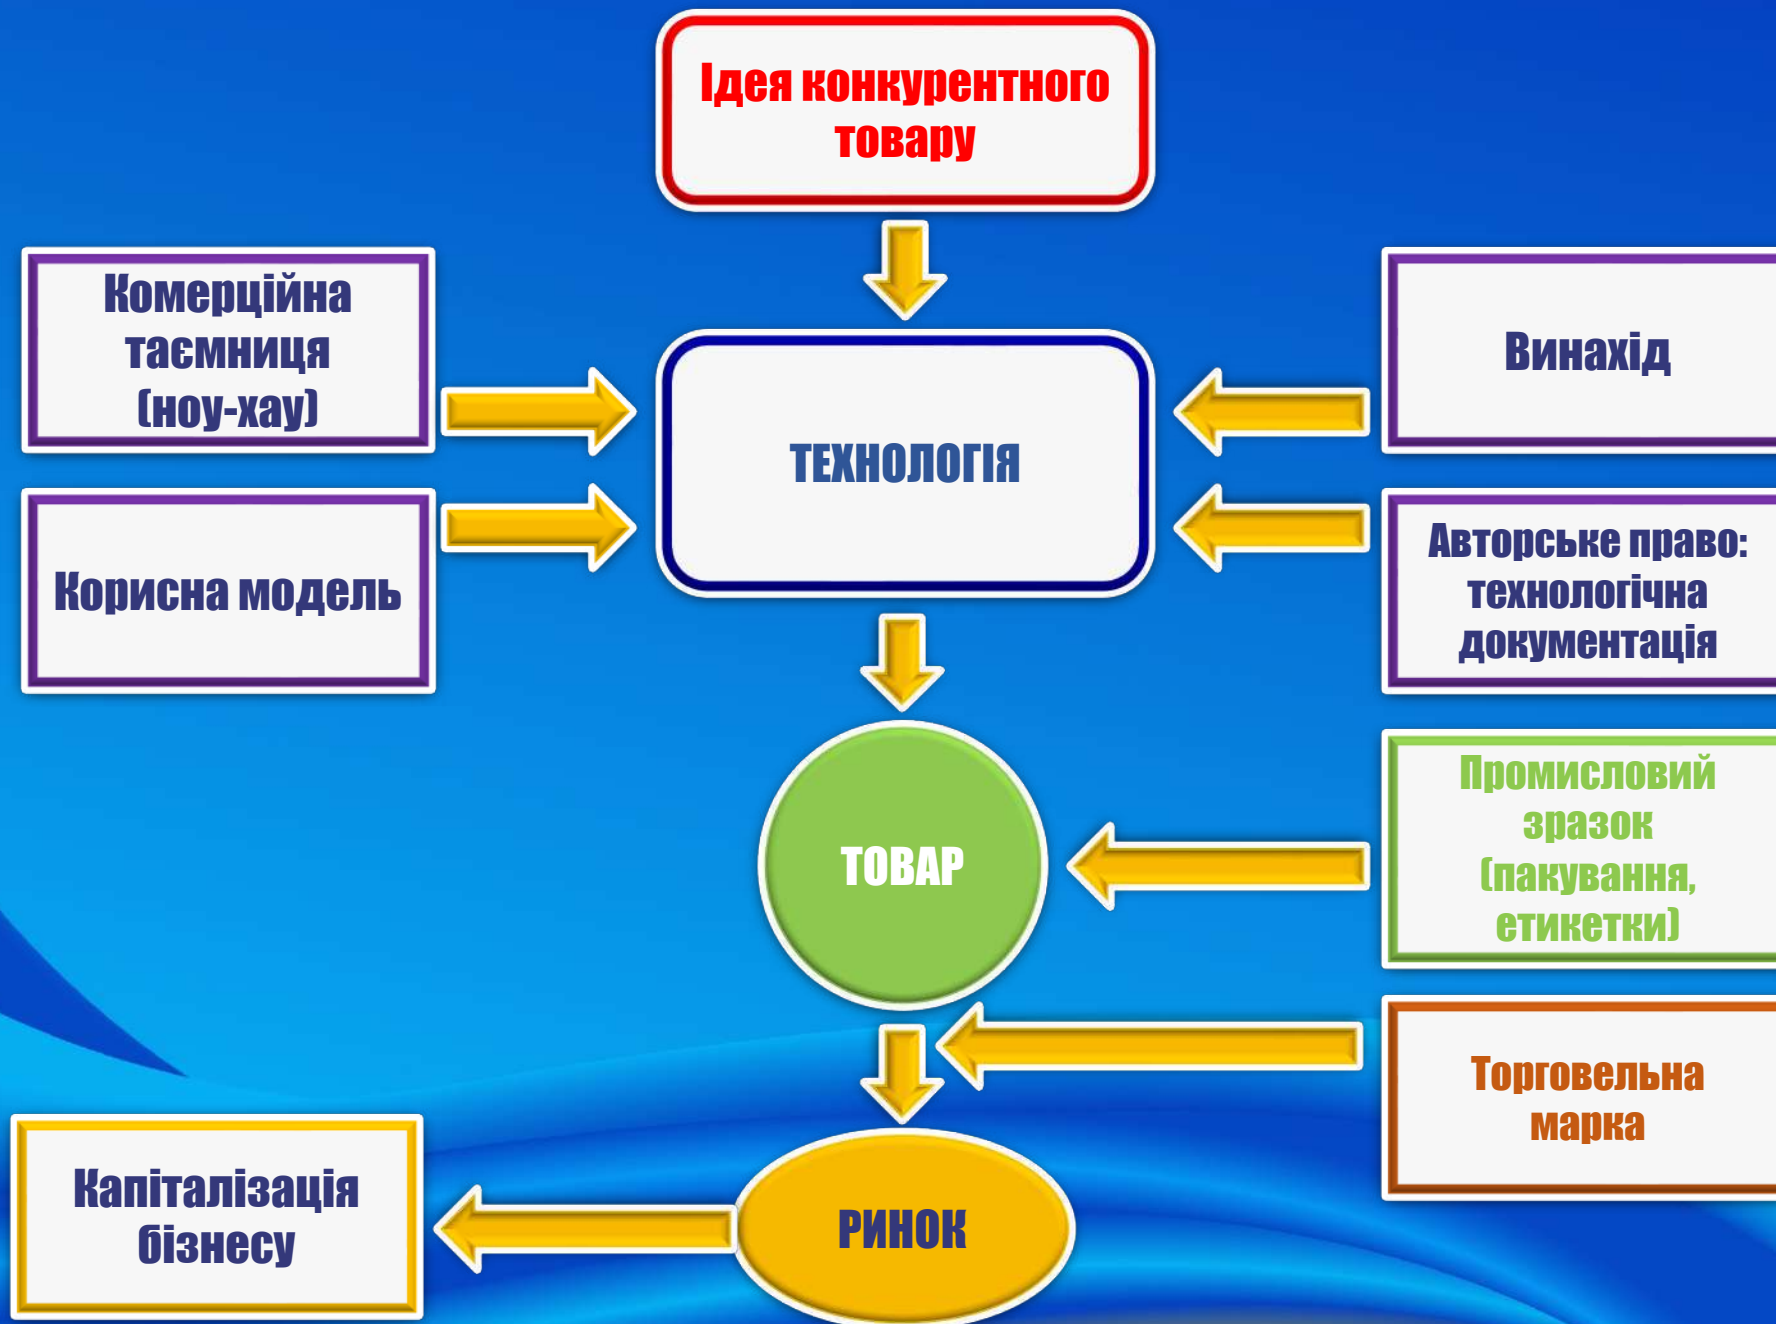 Ідея конкурентного
товару
Комерційна
таємниця
(ноу-хау)
Винахід
ТЕХНОЛОГІЯ
Корисна модель
Авторське право:
технологічна
документація
Промисловий
зразок
(пакування,
етикетки)
ТОВАР
Торговельна
марка
Капіталізація
бізнесу
РИНОК